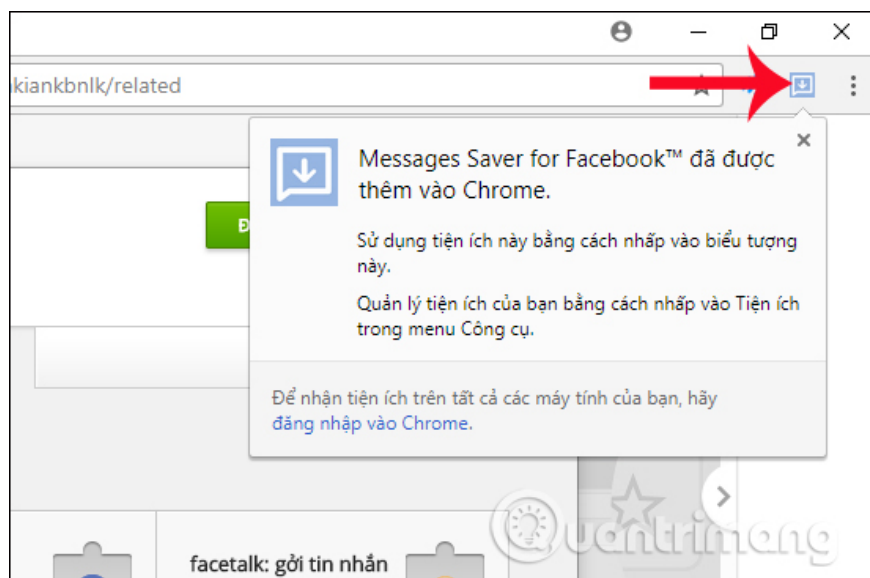 kiankbnlk/related
Messages Saver for Facebook™ đã được
thêm vào Chrome.
Sử dụng tiện ích này bằng cách nhấp vào biểu tượng
này.
Quản lý tiện ích của bạn bằng cách nhấp vào Tiện ích
trong menu Công cụ.
Để nhận tiện ích trên tất cả các máy tính của bạn, hãy
đăng nhập vào Chrome.
facetalk: gởi tin nhắn
Quantrimang